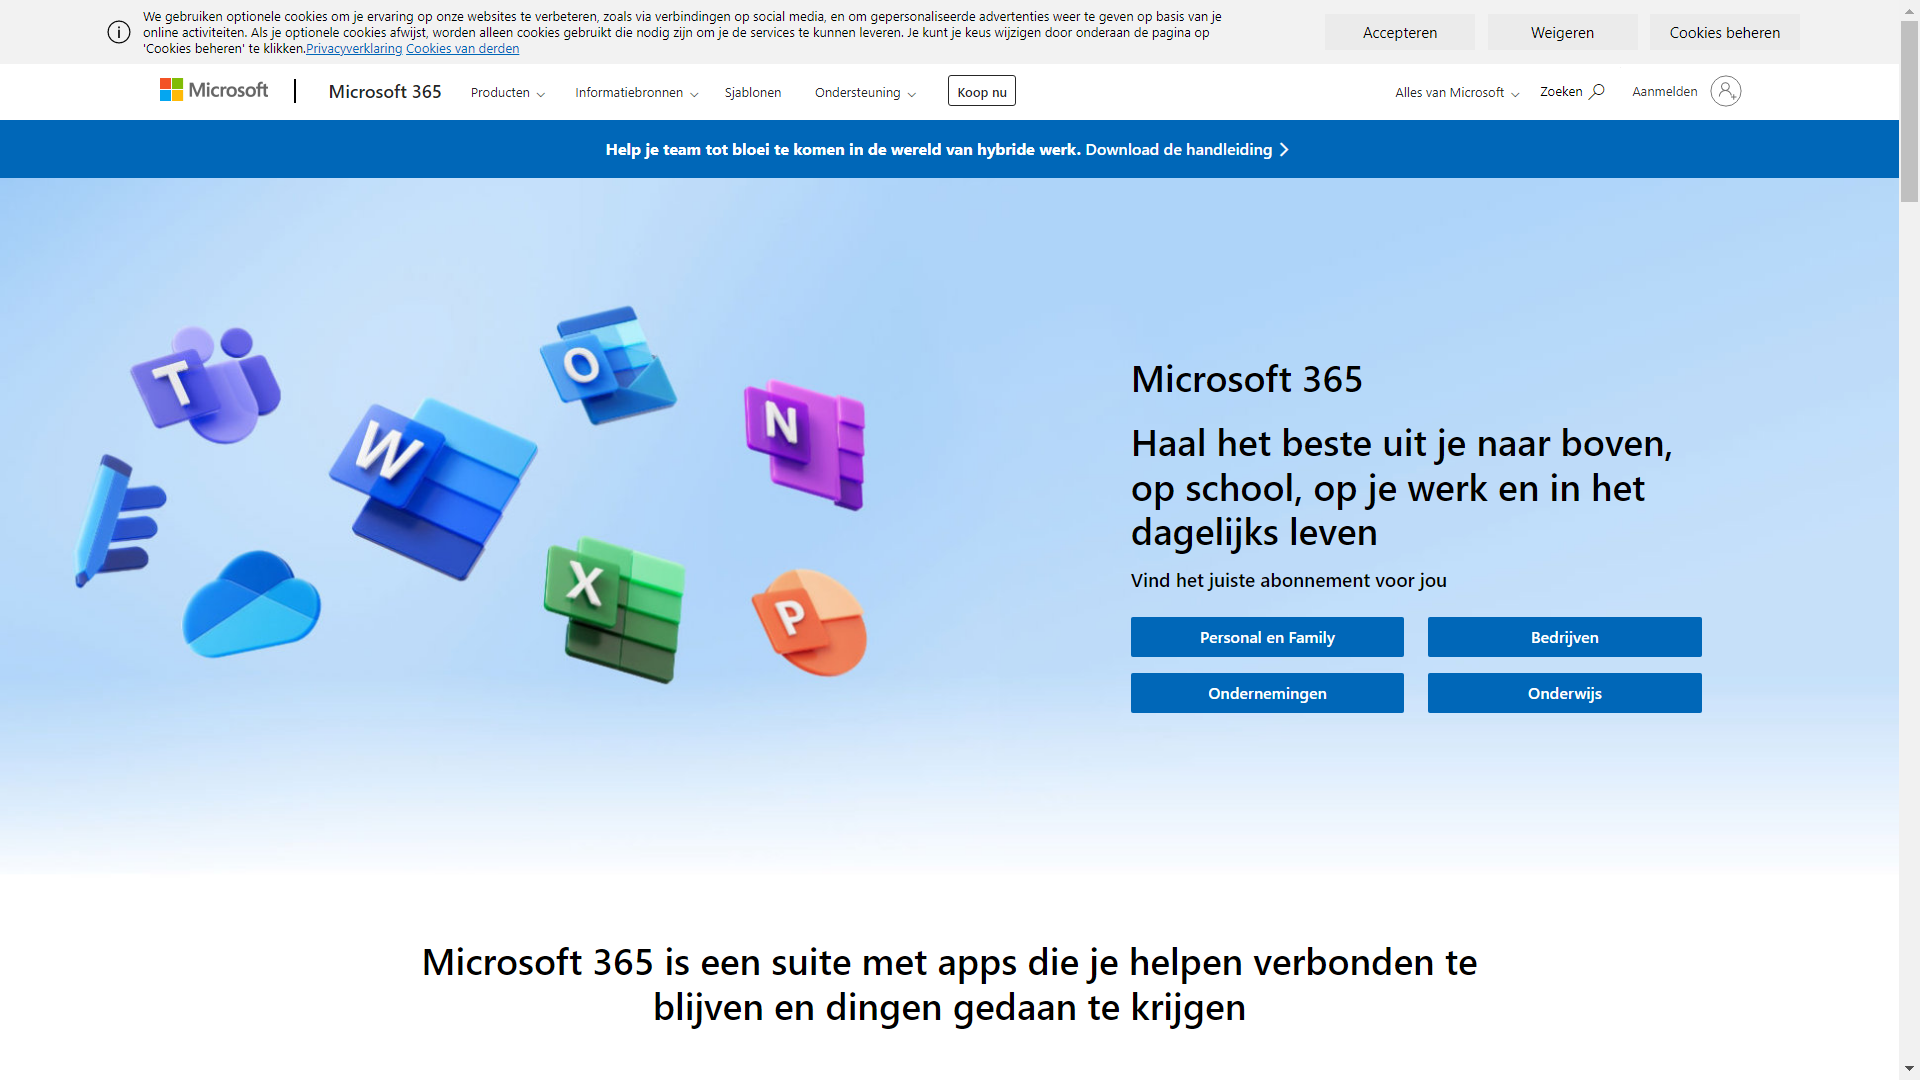 We gebruiken optionele cookies om je ervaring op onze websites te verbeteren, zoals via verbindingen op social media, en om gepersonaliseerde advertenties weer te geven op basis van je
online activiteiten. Als je optionele cookies afwijst, worden alleen cookies gebruikt die nodig zijn om je de services te kunnen leveren. Je kunt je keus wijzigen door onderaan de pagina op
'Cookies beheren' te klikken.Privacyverklaring Cookies van derden
Accepteren
Weigeren
Cookies beheren
Microsoft
Microsoft 365
Producten
Informatiebronnen
Sjablonen
Ondersteuning
Koop nu
Alles van Microsoft
Zoeken
Aanmelden
Help je team tot bloei te komen in de wereld van hybride werk. Download de handleiding
T
W
O
N
X
P
Microsoft 365
Haal het beste uit je naar boven,
op school, op je werk en in het
dagelijks leven
Vind het juiste abonnement voor jou
Personal en Family
Bedrijven
Ondernemingen
Onderwijs
Microsoft 365 is een suite met apps die je helpen verbonden te
blijven en dingen gedaan te krijgen